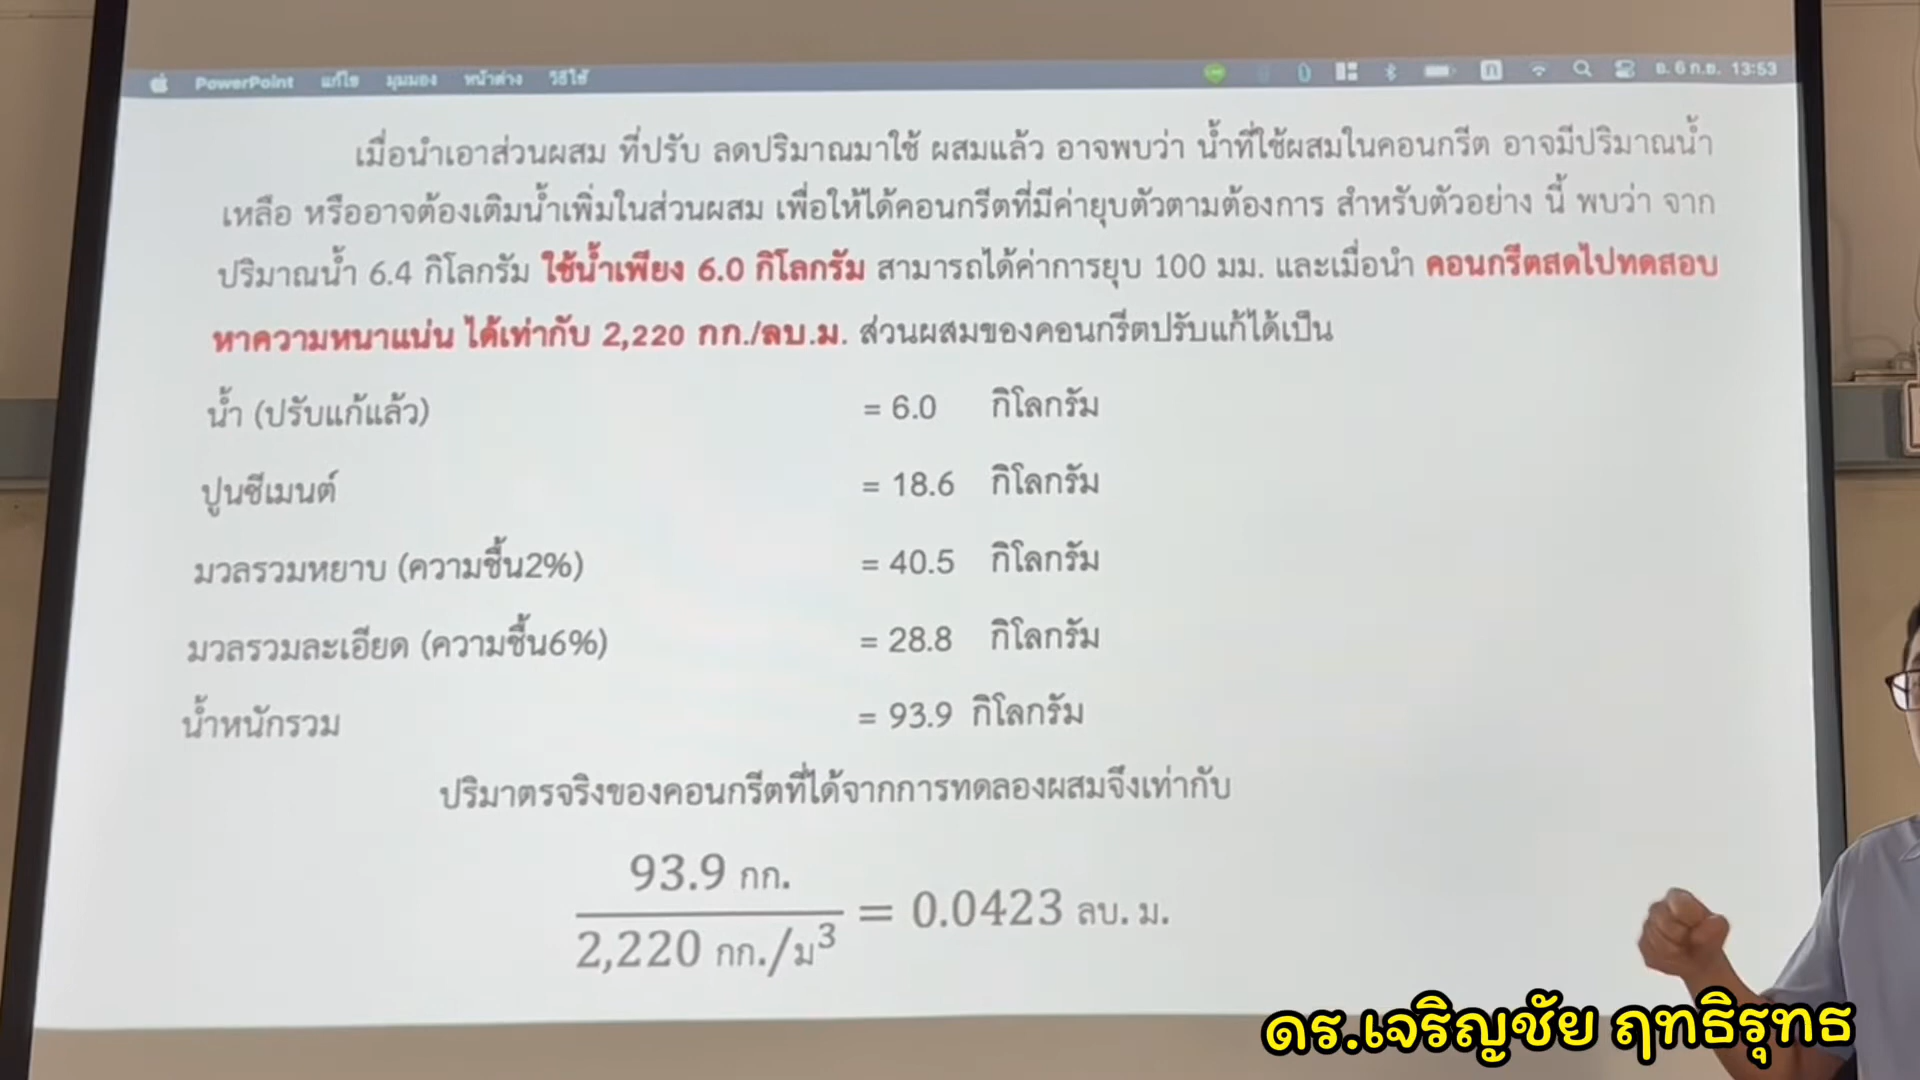 PowerPoint แก้ไข มุมมอง หน้าต่าง วิธีใช้ อ. 6 ก.ย. 13:53
เมื่อนำเอาส่วนผสม ที่ปรับ ลดปริมาณมาใช้ ผสมแล้ว อาจพบว่า น้ำที่ใช้ผสมในคอนกรีต อาจมีปริมาณน้ำ
เหลือ หรืออาจต้องเติมน้ำเพิ่มในส่วนผสม เพื่อให้ได้คอนกรีตที่มีค่ายุบตัวตามต้องการ สำหรับตัวอย่าง นี้ พบว่า จาก
ปริมาณน้ำ 6.4 กิโลกรัม ใช้น้ำเพียง 6.0 กิโลกรัม สามารถได้ค่าการยุบ 100 มม. และเมื่อนำ คอนกรีตสดไปทดสอบ
หาความหนาแน่น ได้เท่ากับ 2,220 กก./ลบ.ม. ส่วนผสมของคอนกรีตปรับแก้ได้เป็น
น้ำ (ปรับแก้แล้ว) = 6.0 กิโลกรัม
ปูนซีเมนต์ = 18.6 กิโลกรัม
มวลรวมหยาบ (ความชื้น2%) = 40.5 กิโลกรัม
มวลรวมละเอียด (ความชื้น6%) = 28.8 กิโลกรัม
น้ำหนักรวม = 93.9 กิโลกรัม
ปริมาตรจริงของคอนกรีตที่ได้จากการทดลองผสมจึงเท่ากับ
93.9 กก.
2,220 กก./ม³ = 0.0423 ลบ. ม.
ดร.เจริญชัย ฤทธิรุทธ